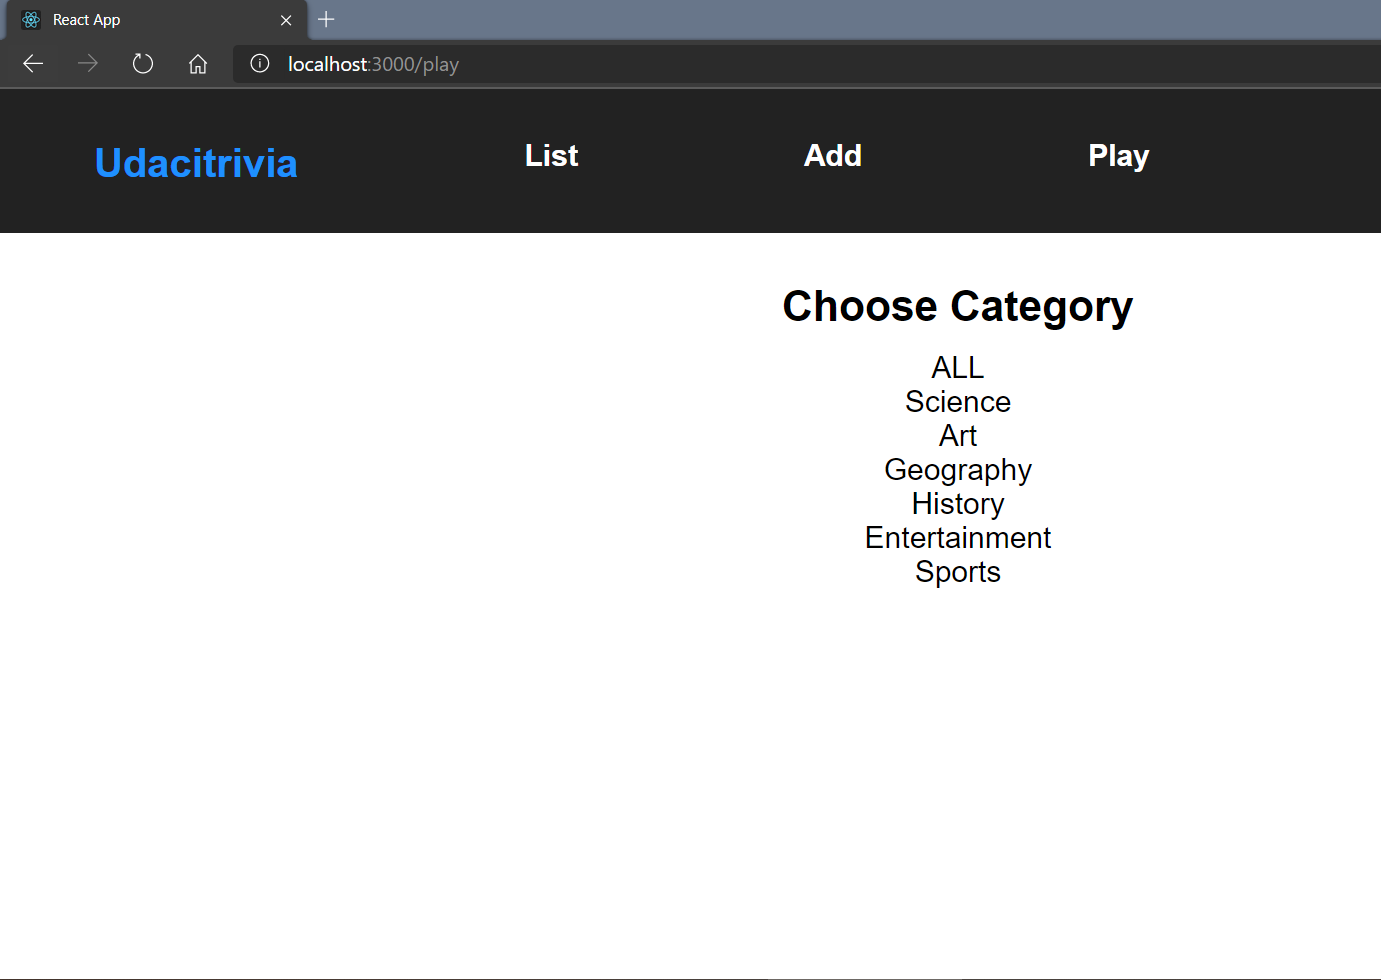 React App
localhost:3000/play
Udacitrivia List Add Play
Choose Category
ALL
Science
Art
Geography
History
Entertainment
Sports